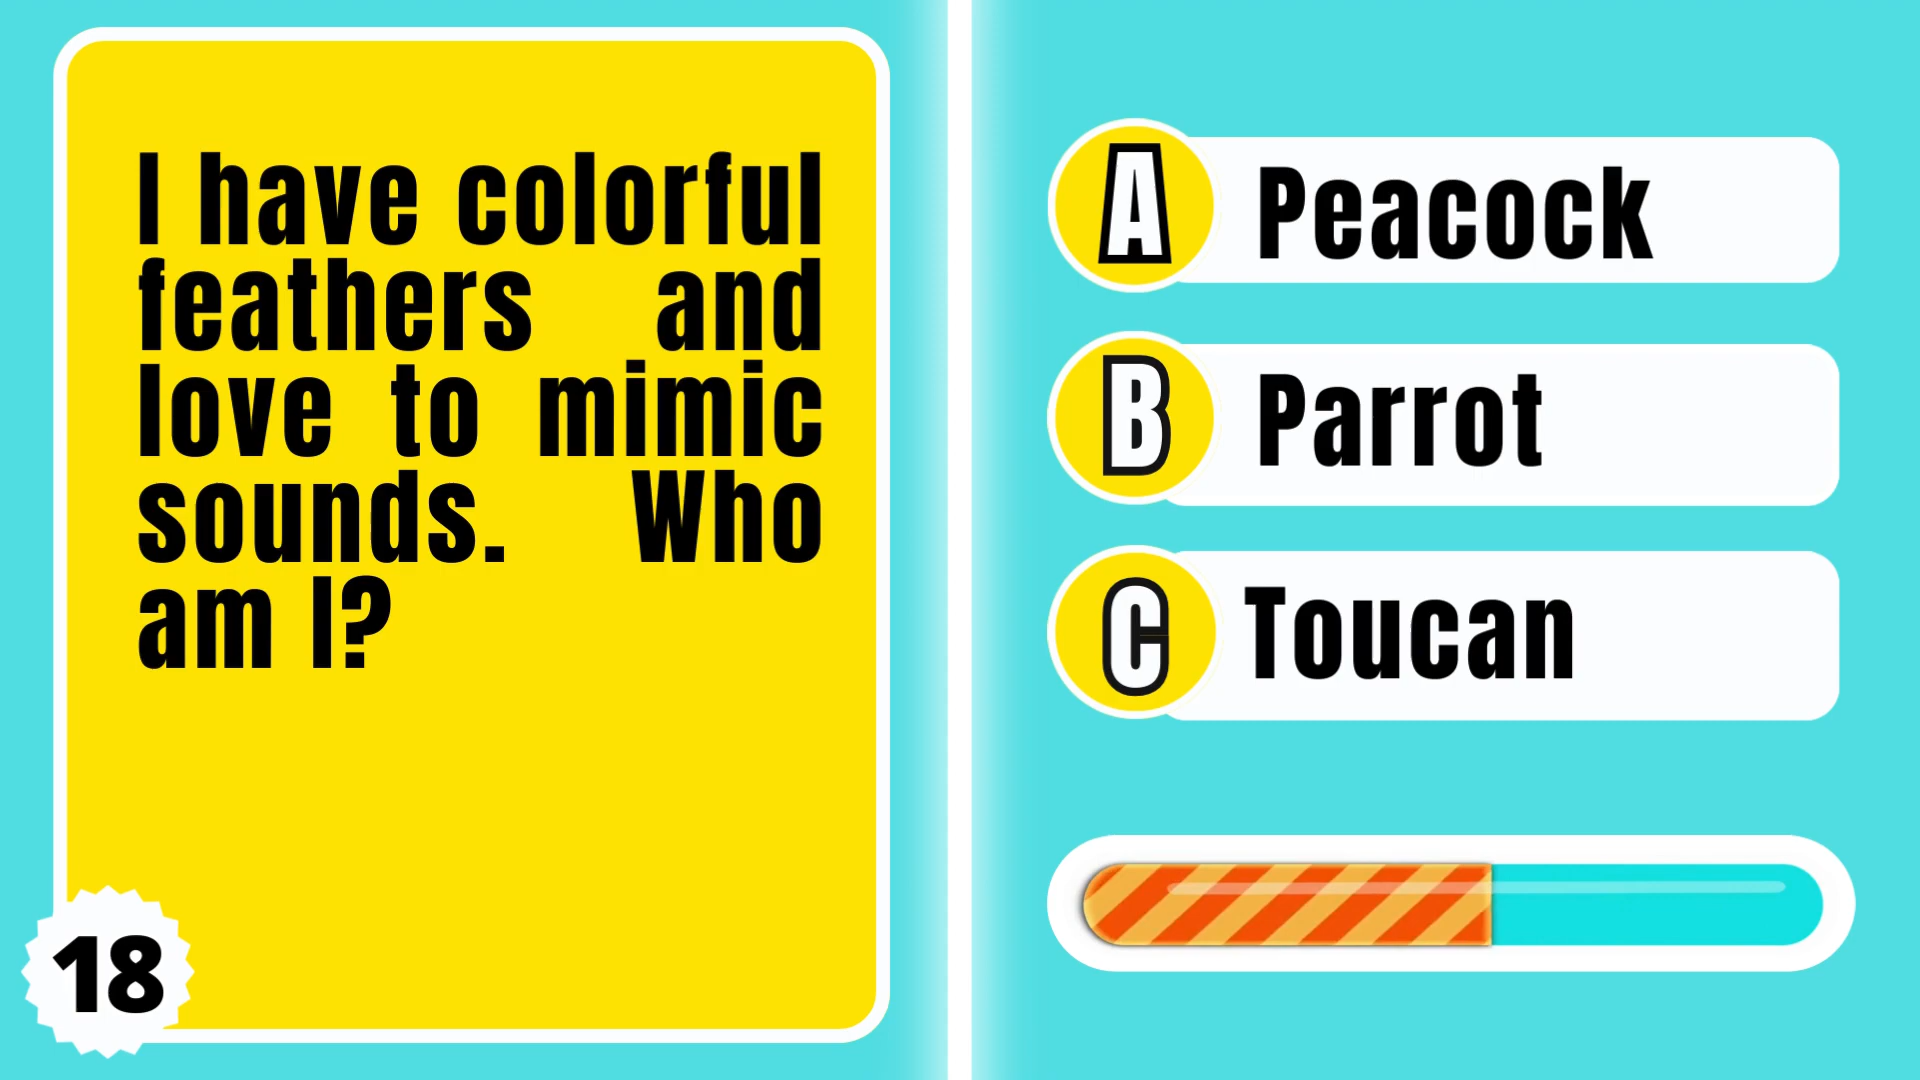 I have colorful
feathers and
love to mimic
sounds. Who
am I?
18
A Peacock
B Parrot
C Toucan